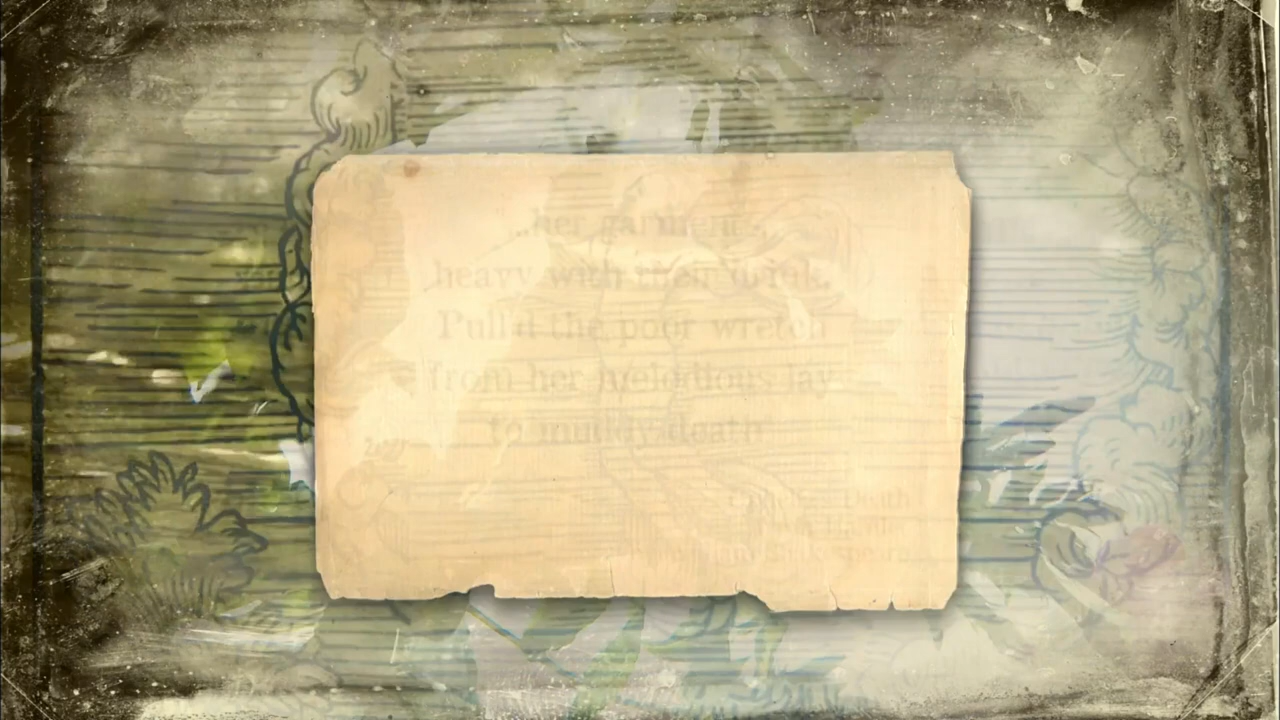 ...her garments,
heavy with their drink,
Pull'd the poor wretch
from her melodious lay
to muddy death
Ophelia's Death
William Shakespeare